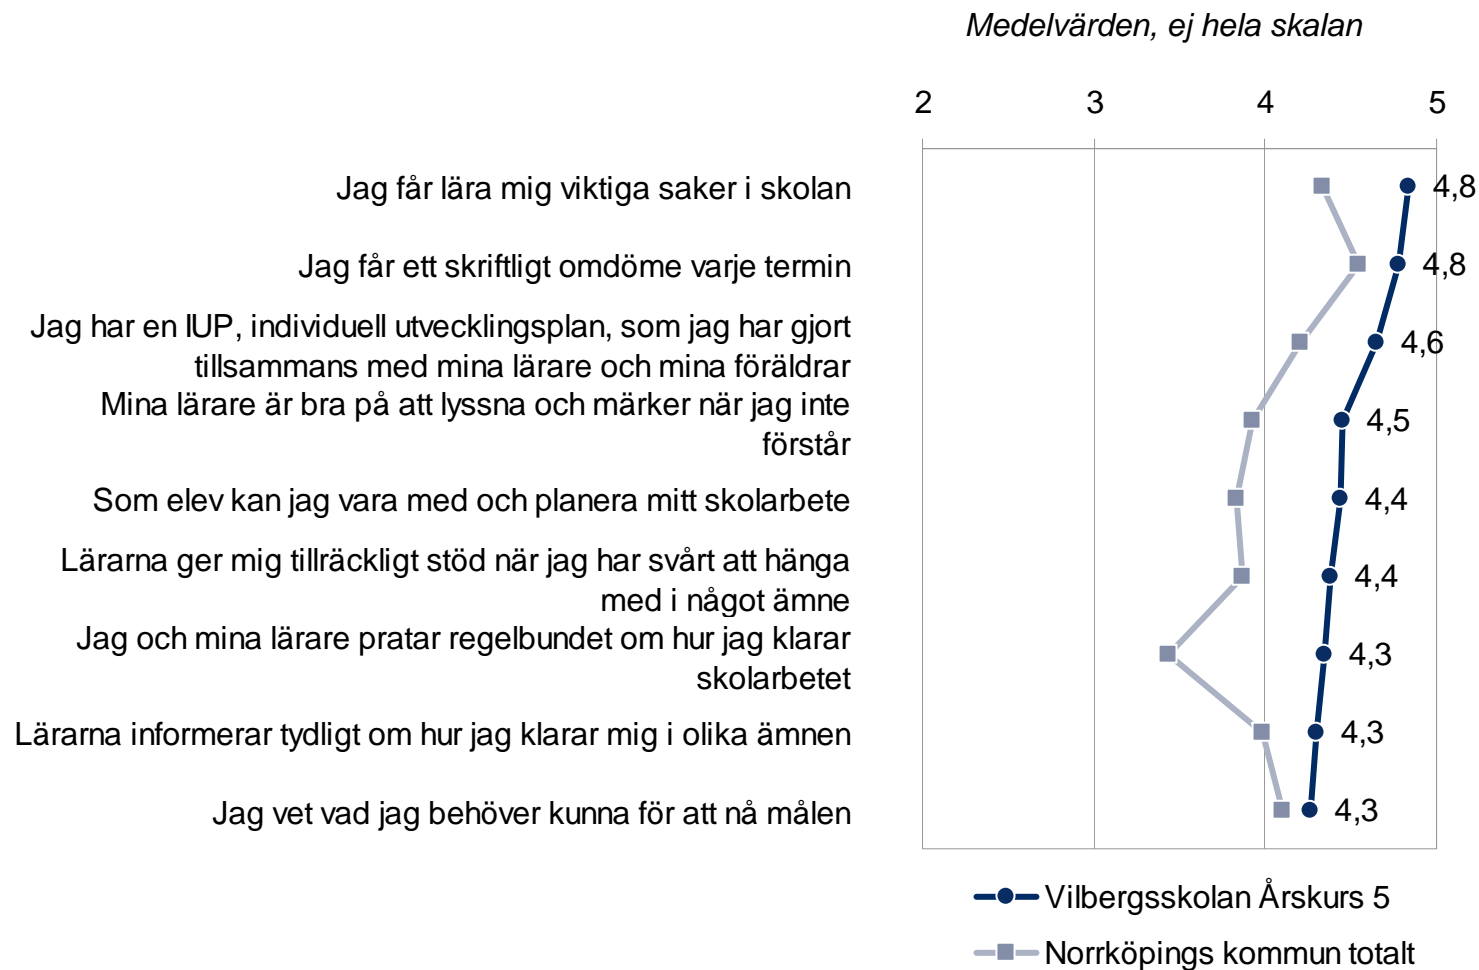 Medelvärden, ej hela skalan
2 3 4 5
Jag får lära mig viktiga saker i skolan
4,8
Jag får ett skriftligt omdöme varje termin
4,8
Jag har en IUP, individuell utvecklingsplan, som jag har gjort
tillsammans med mina lärare och mina föräldrar
4,6
Mina lärare är bra på att lyssna och märker när jag inte
förstår
4,5
Som elev kan jag vara med och planera mitt skolarbete
4,4
Lärarna ger mig tillräckligt stöd när jag har svårt att hänga
med i något ämne
4,4
Jag och mina lärare pratar regelbundet om hur jag klarar
skolarbetet
4,3
Lärarna informerar tydligt om hur jag klarar mig i olika ämnen
4,3
Jag vet vad jag behöver kunna för att nå målen
4,3
Vilbergsskolan Årskurs 5
Norrköpings kommun totalt